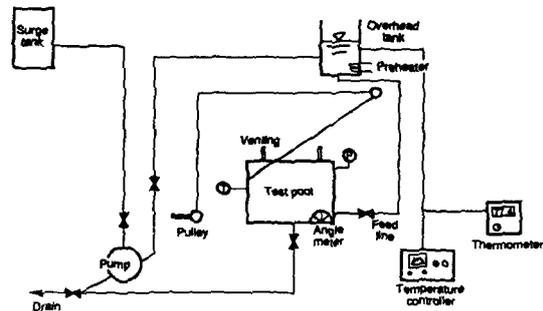 Surge
tank
Overhead
tank
Preheater
Venting
T
P
Test pool
Pulley
Angle
meter
Feed
line
Thermometer
Pump
Temperature
controller
Drain